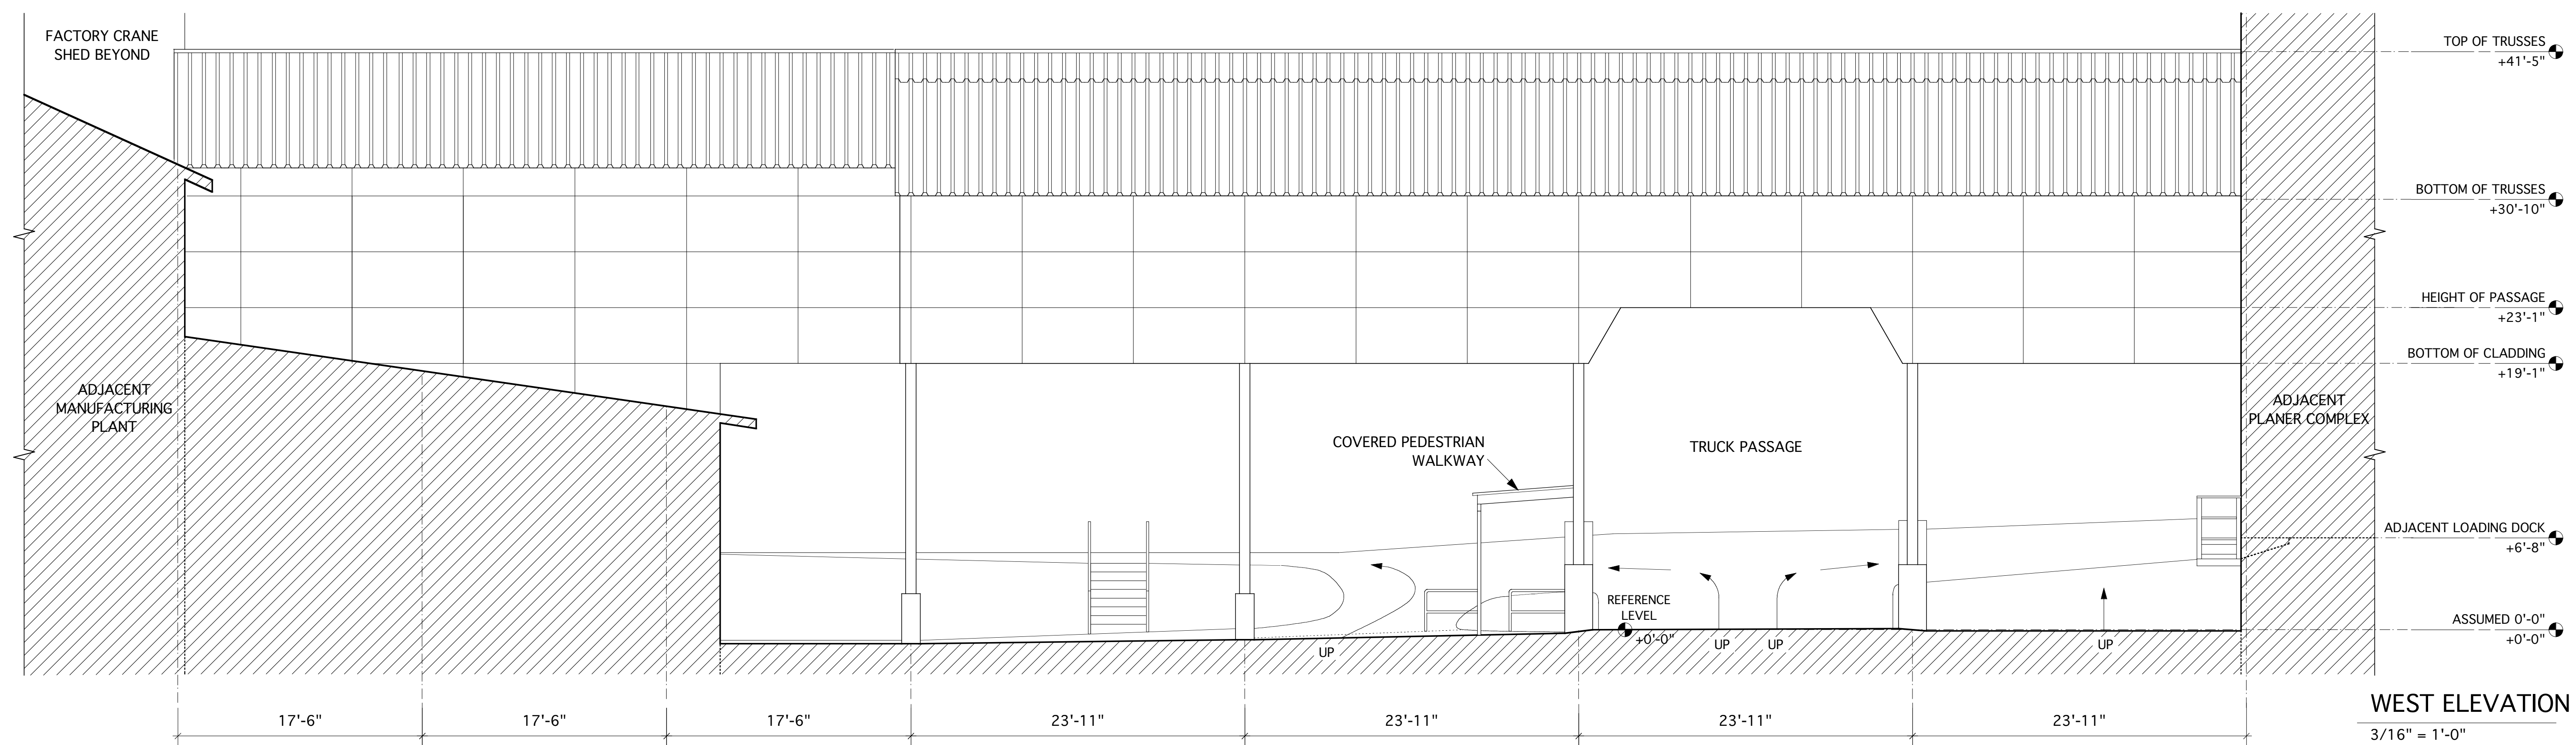 FACTORY CRANE
SHED BEYOND
TOP OF TRUSSES
+41'-5"
BOTTOM OF TRUSSES
+30'-10"
HEIGHT OF PASSAGE
+23'-1"
BOTTOM OF CLADDING
+19'-1"
ADJACENT
MANUFACTURING
PLANT
ADJACENT
PLANER COMPLEX
COVERED PEDESTRIAN
WALKWAY
TRUCK PASSAGE
ADJACENT LOADING DOCK
+6'-8"
REFERENCE
LEVEL
+0'-0"
ASSUMED 0'-0"
+0'-0"
UP
UP
UP
UP
17'-6"
17'-6"
17'-6"
23'-11"
23'-11"
23'-11"
23'-11"
WEST ELEVATION
3/16" = 1'-0"